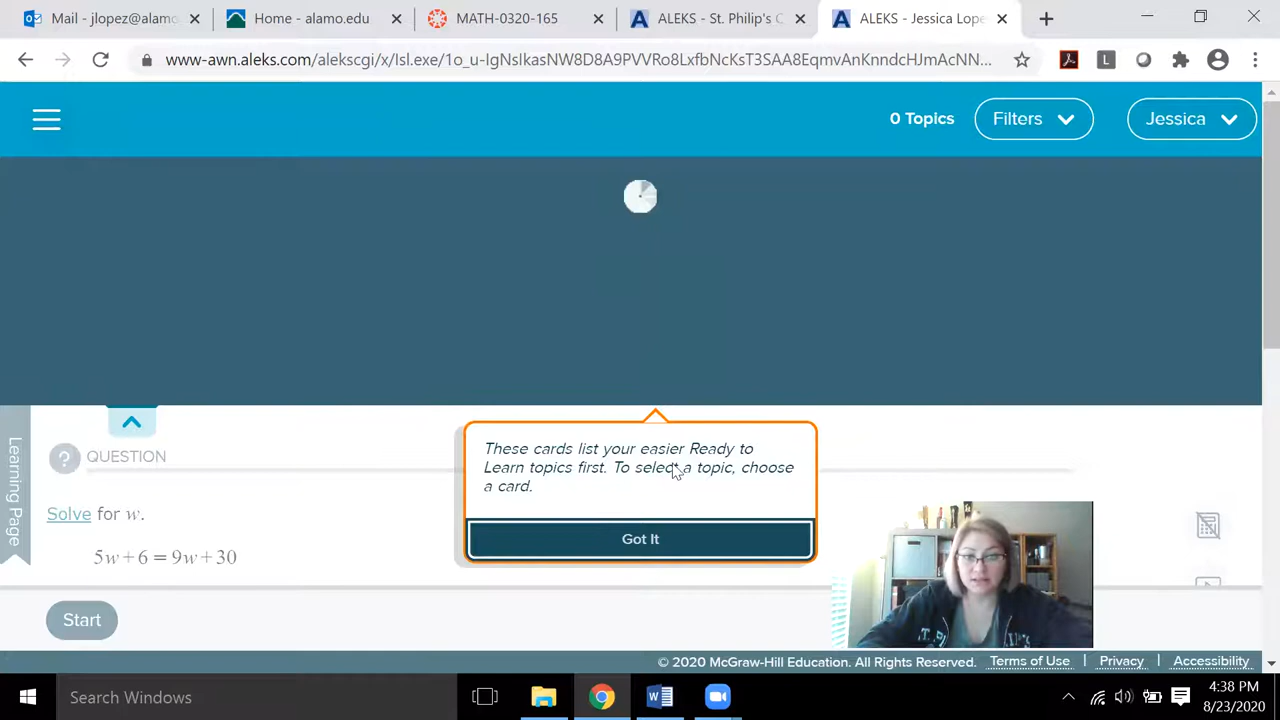 Mail - jlopez@alamo
Home - alamo.edu
MATH-0320-165
ALEKS - St. Philip's C
ALEKS - Jessica Lope
www-awn.aleks.com/alekscgi/x/Isl.exe/1o_u-IgNsIkasNW8D8A9PVVRo8LxfbNcKsT3SAA8EqmvAnKnndcHJmAcNN...
0 Topics
Filters
Jessica
Learning Page
? QUESTION
Solve for w.
5w+6=9w+30
These cards list your easier Ready to
Learn topics first. To select a topic, choose
a card.
Got It
Start
© 2020 McGraw-Hill Education. All Rights Reserved. Terms of Use | Privacy | Accessibility
Search Windows
4:38 PM
8/23/2020